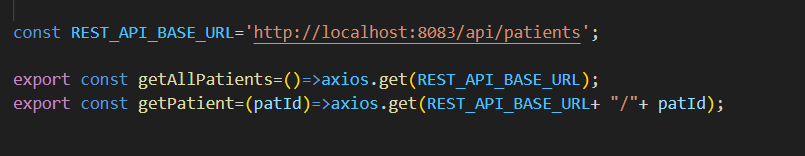 const REST_API_BASE_URL='http://localhost:8083/api/patients';
export const getAllPatients=()=>axios.get(REST_API_BASE_URL);
export const getPatient=(patId)=>axios.get(REST_API_BASE_URL+ "/"+ patId);